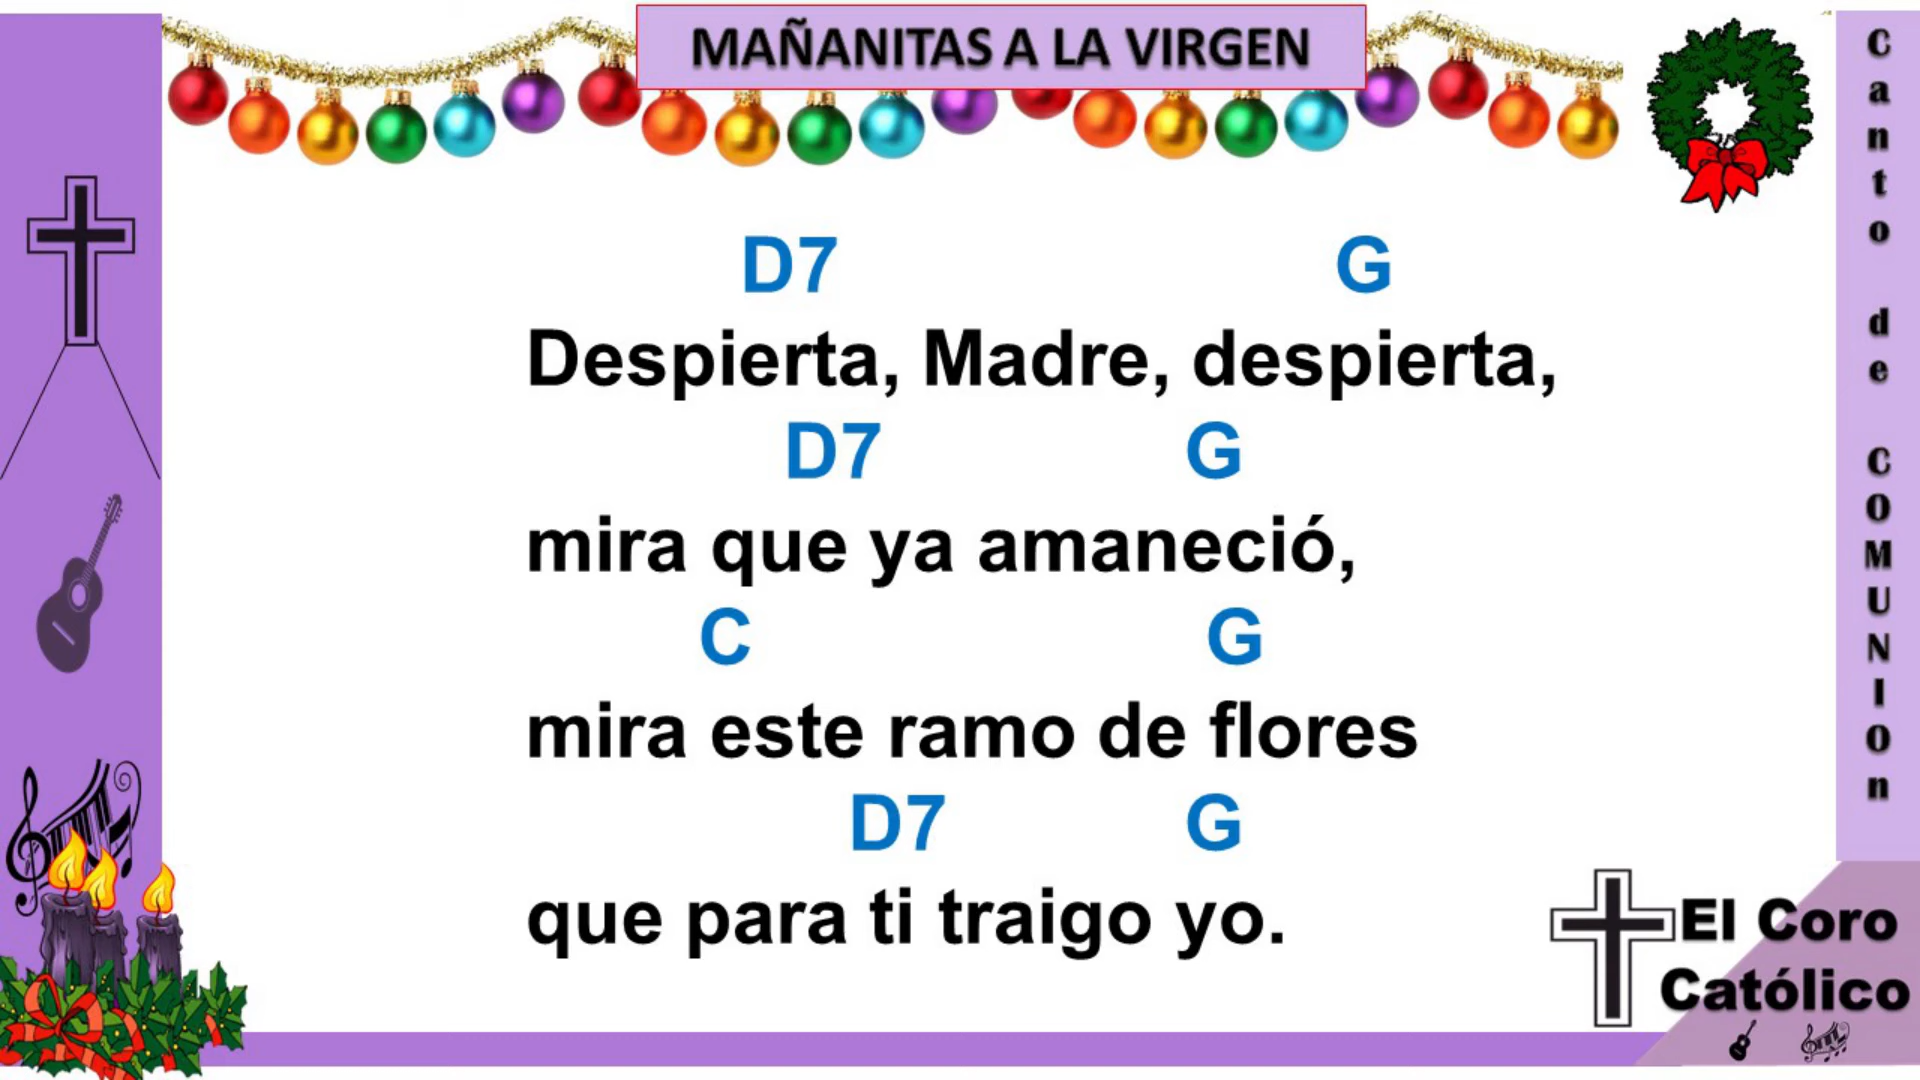 MAÑANITAS A LA VIRGEN
D7 G
Despierta, Madre, despierta,
D7 G
mira que ya amaneció,
C G
mira este ramo de flores
D7 G
que para ti traigo yo.
Canto de COMUNIOn
El Coro
Católico